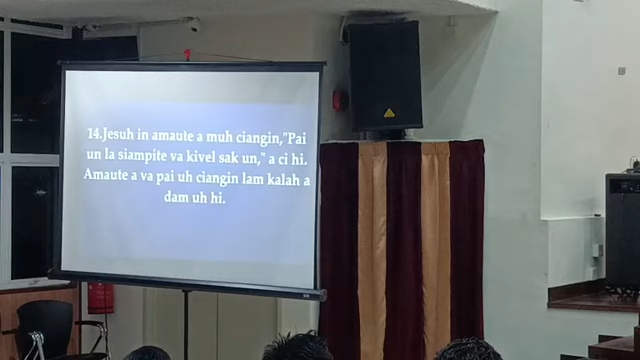 14.Jesuh in amaute a muh ciangin,"Pai
un la siampite va kivel sak un," a ci hi.
Amaute a va pai uh ciangin lam kalah a
dam uh hi.